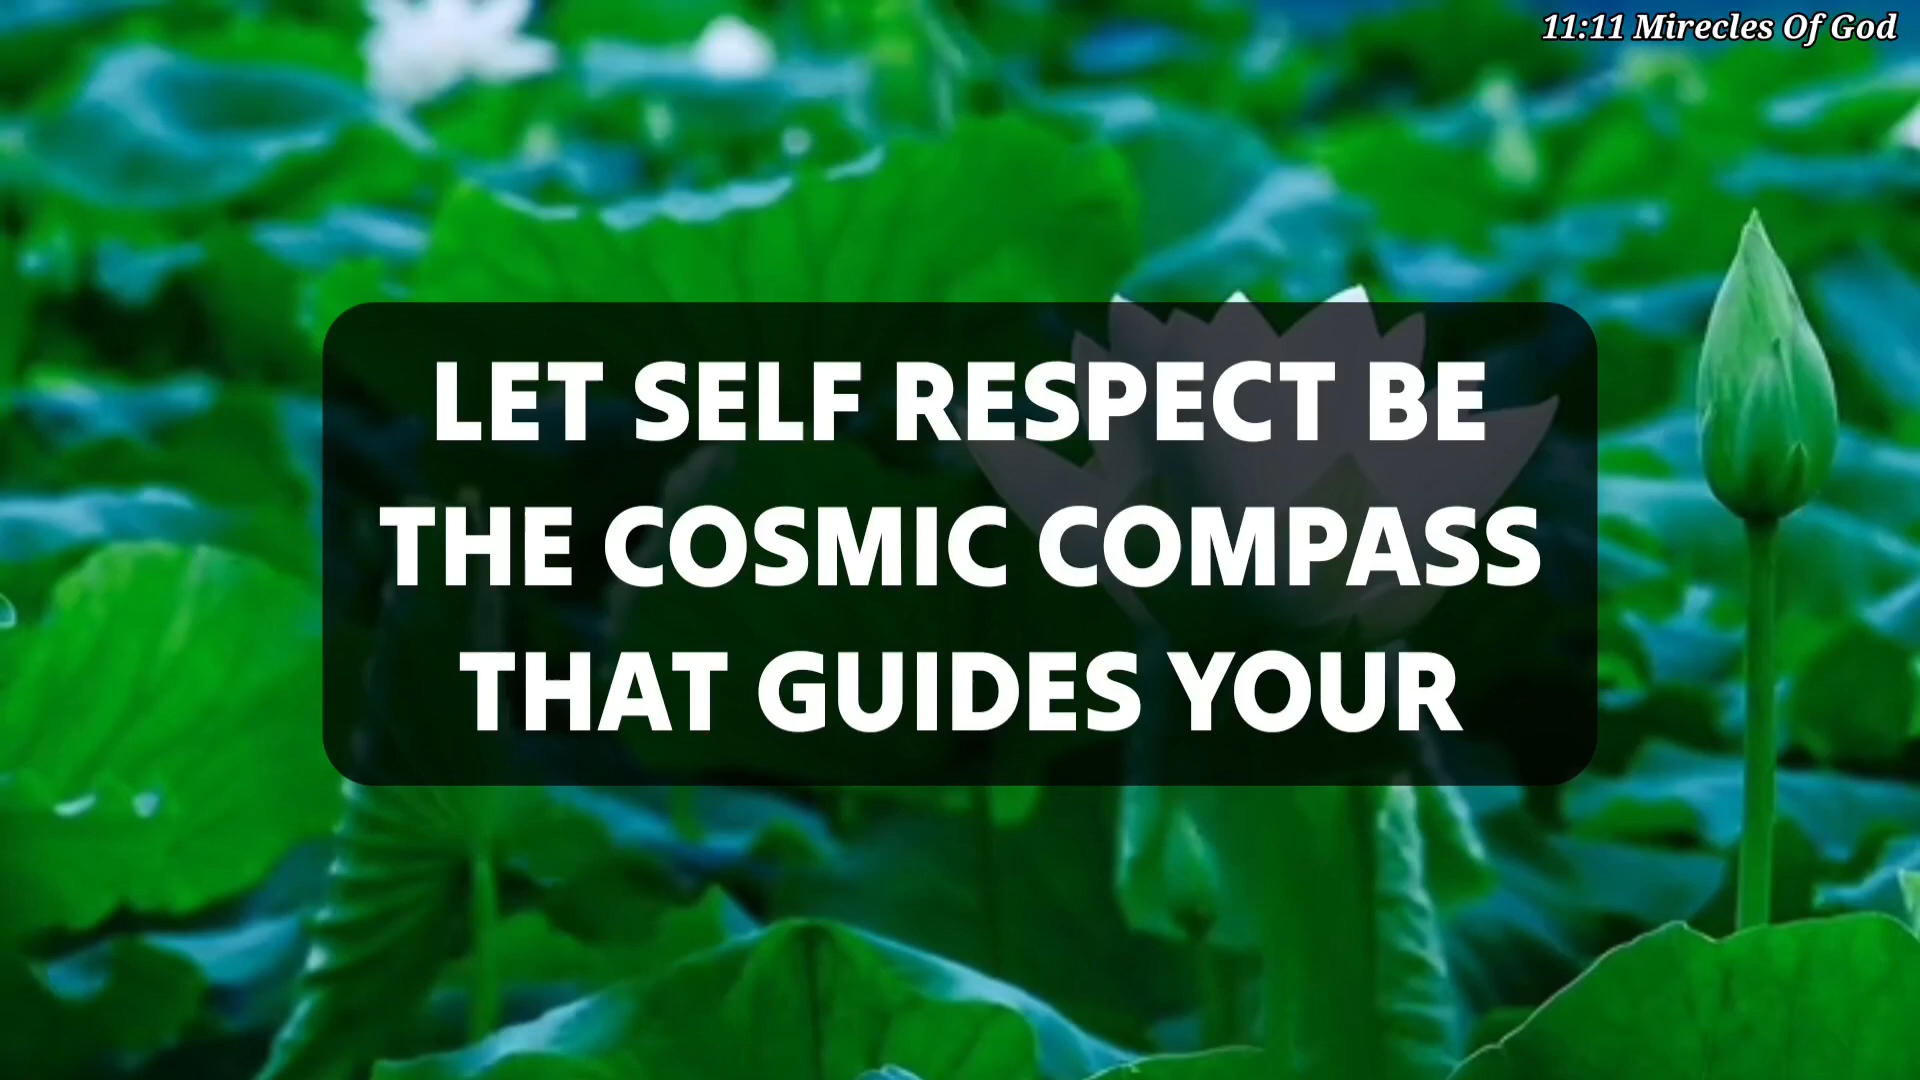 11:11 Mirecles Of God
LET SELF RESPECT BE
THE COSMIC COMPASS
THAT GUIDES YOUR